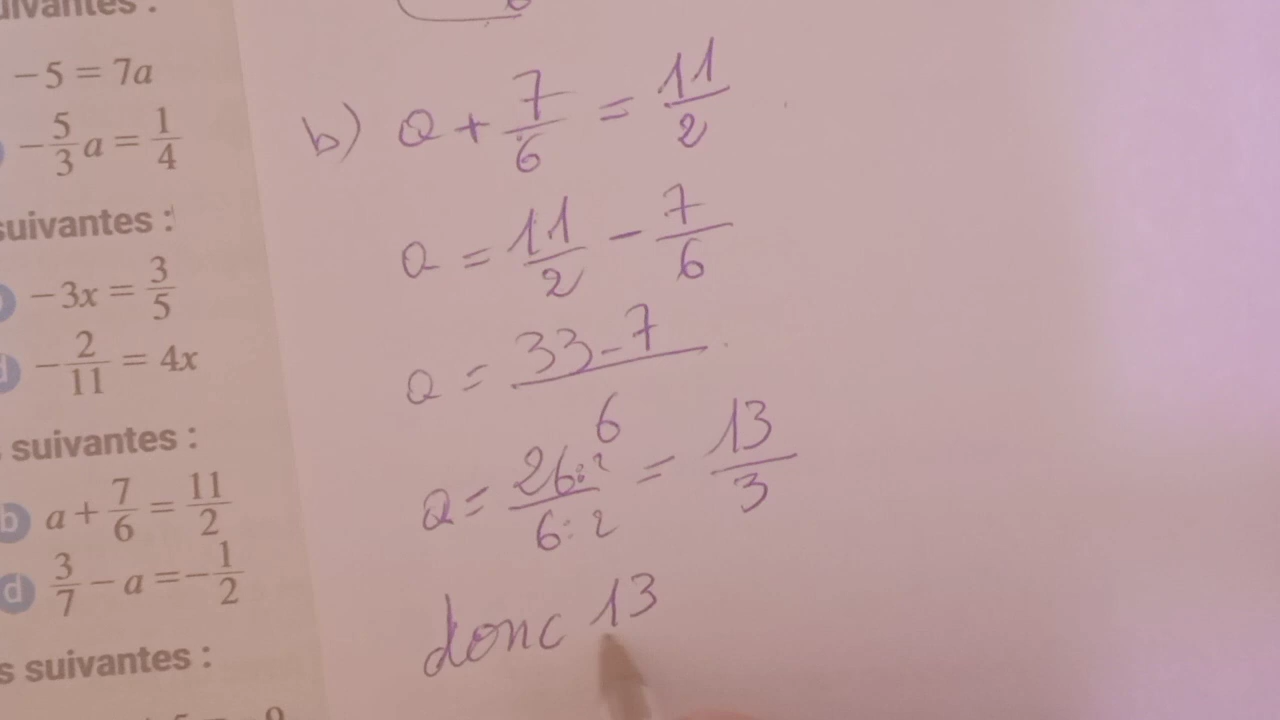 suivantes :
−5 = 7a
−5/3 a = 1/4
suivantes :
b −3x = 3/5
d −2/11 = 4x
s suivantes :
b a + 7/6 = 11/2
d 3/7 − a = −1/2
s suivantes :
b) a + 7/6 = 11/2
a = 11/2 − 7/6
a = 33 − 7 / 6
a = 26:2 / 6:2 = 13/3
donc 13